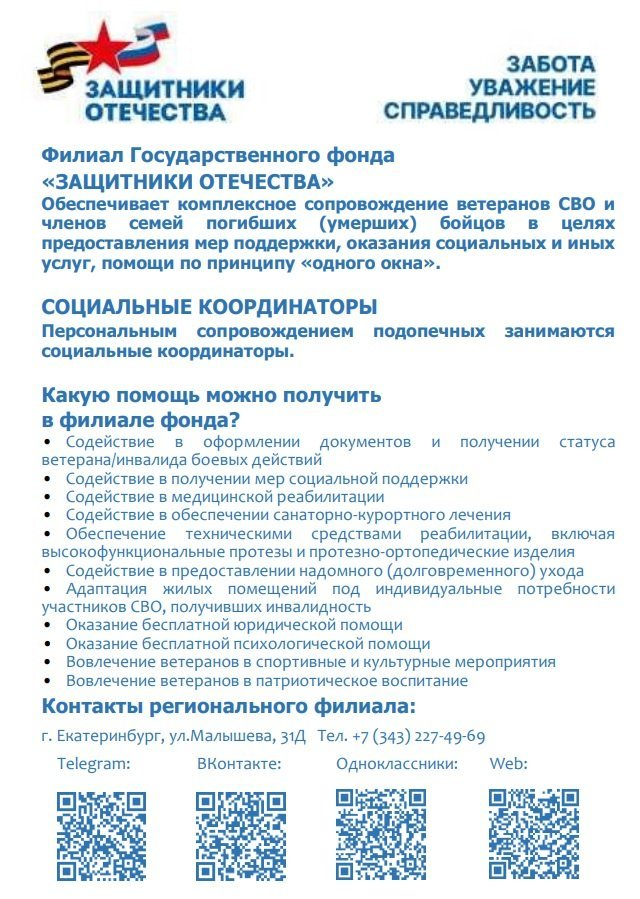 ЗАЩИТНИКИ
ОТЕЧЕСТВА
ЗАБОТА
УВАЖЕНИЕ
СПРАВЕДЛИВОСТЬ
Филиал Государственного фонда
«ЗАЩИТНИКИ ОТЕЧЕСТВА»
Обеспечивает комплексное сопровождение ветеранов СВО и
членов семей погибших (умерших) бойцов в целях
предоставления мер поддержки, оказания социальных и иных
услуг, помощи по принципу «одного окна».
СОЦИАЛЬНЫЕ КООРДИНАТОРЫ
Персональным сопровождением подопечных занимаются
социальные координаторы.
Какую помощь можно получить
в филиале фонда?
• Содействие в оформлении документов и получении статуса
ветерана/инвалида боевых действий
• Содействие в получении мер социальной поддержки
• Содействие в медицинской реабилитации
• Содействие в обеспечении санаторно-курортного лечения
• Обеспечение техническими средствами реабилитации, включая
высокофункциональные протезы и протезно-ортопедические изделия
• Содействие в предоставлении надомного (долговременного) ухода
• Адаптация жилых помещений под индивидуальные потребности
участников СВО, получивших инвалидность
• Оказание бесплатной юридической помощи
• Оказание бесплатной психологической помощи
• Вовлечение ветеранов в спортивные и культурные мероприятия
• Вовлечение ветеранов в патриотическое воспитание
Контакты регионального филиала:
г. Екатеринбург, ул.Малышева, 31Д Тел. +7 (343) 227-49-69
Telegram: ВКонтакте: Одноклассники: Web: